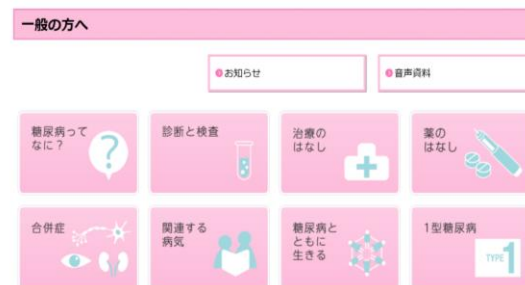 一般の方へ
お知らせ
音声資料
糖尿病って
なに?
診断と検査
治療の
はなし
薬の
はなし
合併症
関連する
病気
糖尿病と
ともに
生きる
1型糖尿病
TYPE 1